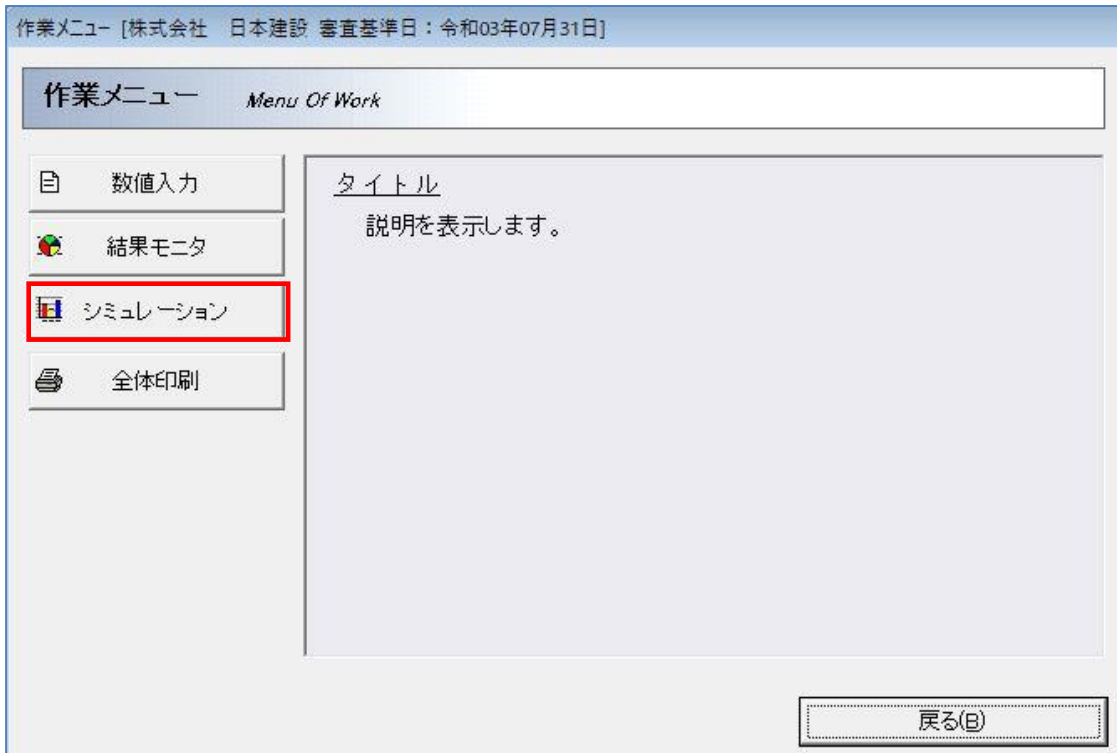 作業メニュー [株式会社　日本建設 審査基準日：令和03年07月31日]
作業メニュー Menu Of Work
数値入力
結果モニタ
シミュレーション
全体印刷
タイトル
説明を表示します。
戻る(B)